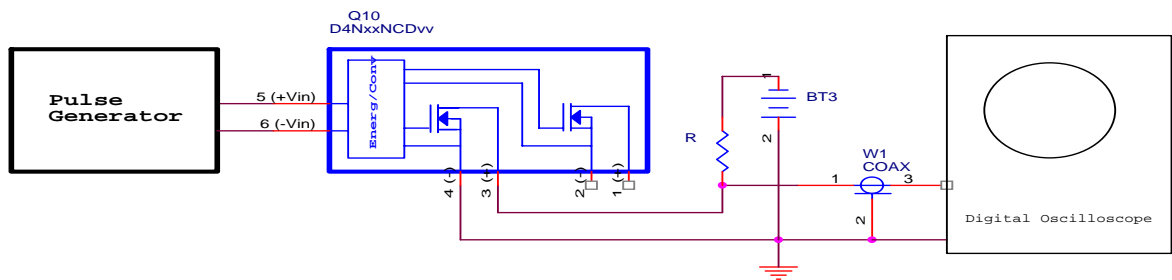 Q10
D4NxxNCDvv
Pulse
Generator
5 (+Vin)
6 (-Vin)
Energ/Conv
4 (-)
3 (+)
2 (-)
1 (+)
R
1
2
BT3
W1
COAX
1
3
2
Digital Oscilloscope